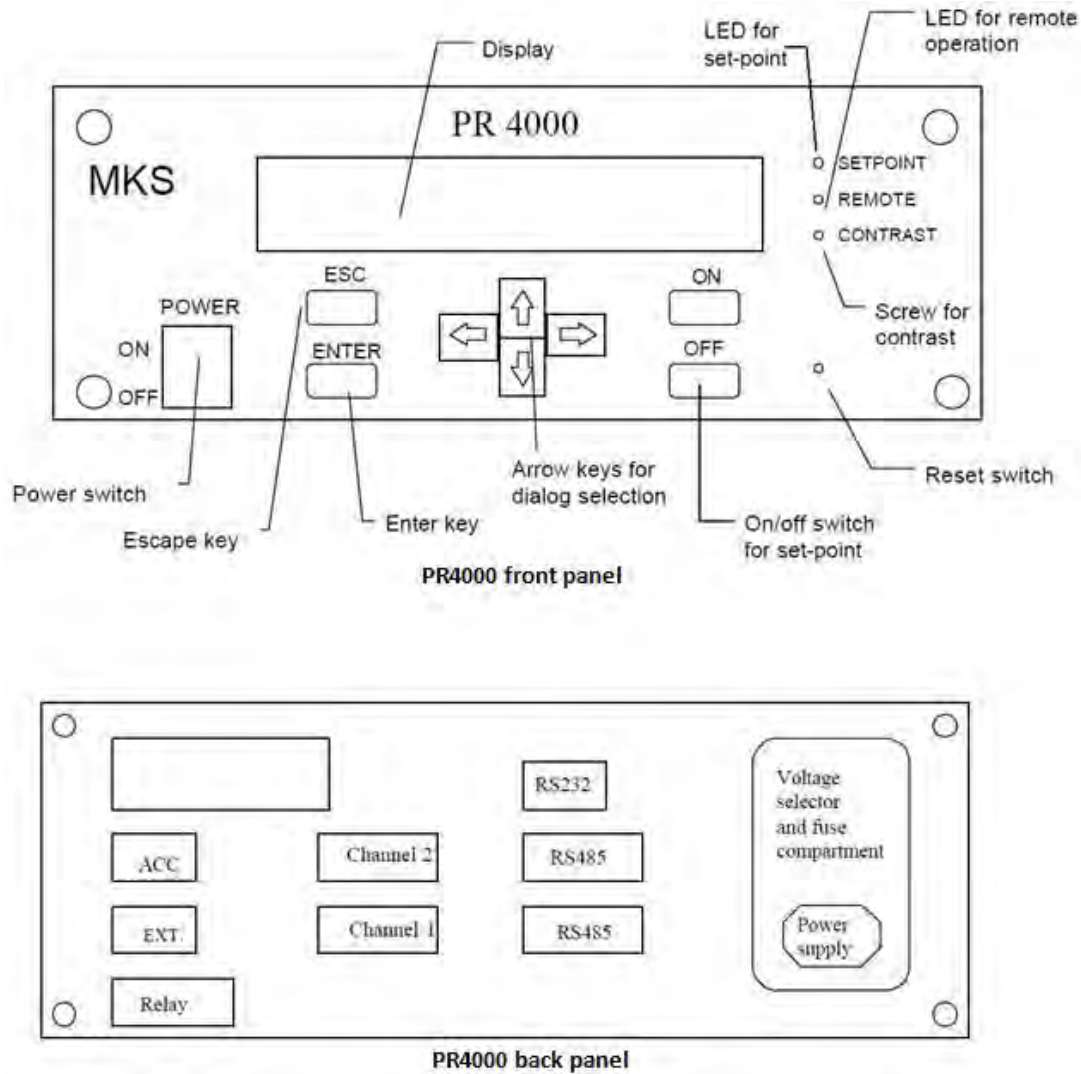 LED for remote
operation
LED for
set-point
Display
PR 4000
MKS
SETPOINT
REMOTE
CONTRAST
ESC
ON
POWER
Screw for
contrast
ON
ENTER
OFF
OFF
Arrow keys for
dialog selection
Reset switch
Power switch
Enter key
On/off switch
for set-point
Escape key
PR4000 front panel
RS232
Voltage
selector
and fuse
compartment
ACC
Channel 2
RS485
EXT.
Channel 1
RS485
Power
supply
Relay
PR4000 back panel